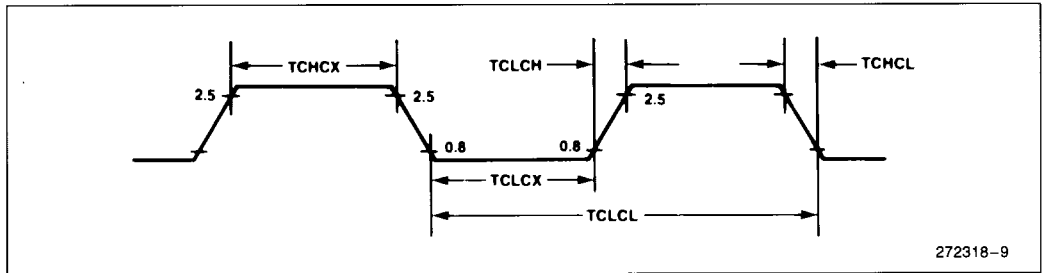 TCHCX
TCLCH
TCHCL
2.5
2.5
2.5
0.8
0.8
TCLCX
TCLCL
272318-9